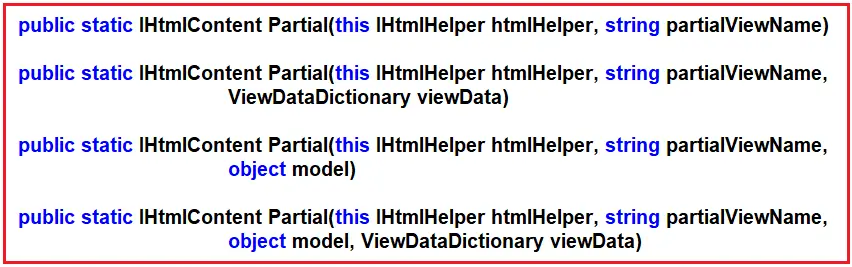 public static IHtmlContent Partial(this IHtmlHelper htmlHelper, string partialViewName)
public static IHtmlContent Partial(this IHtmlHelper htmlHelper, string partialViewName,
ViewDataDictionary viewData)
public static IHtmlContent Partial(this IHtmlHelper htmlHelper, string partialViewName,
object model)
public static IHtmlContent Partial(this IHtmlHelper htmlHelper, string partialViewName,
object model, ViewDataDictionary viewData)